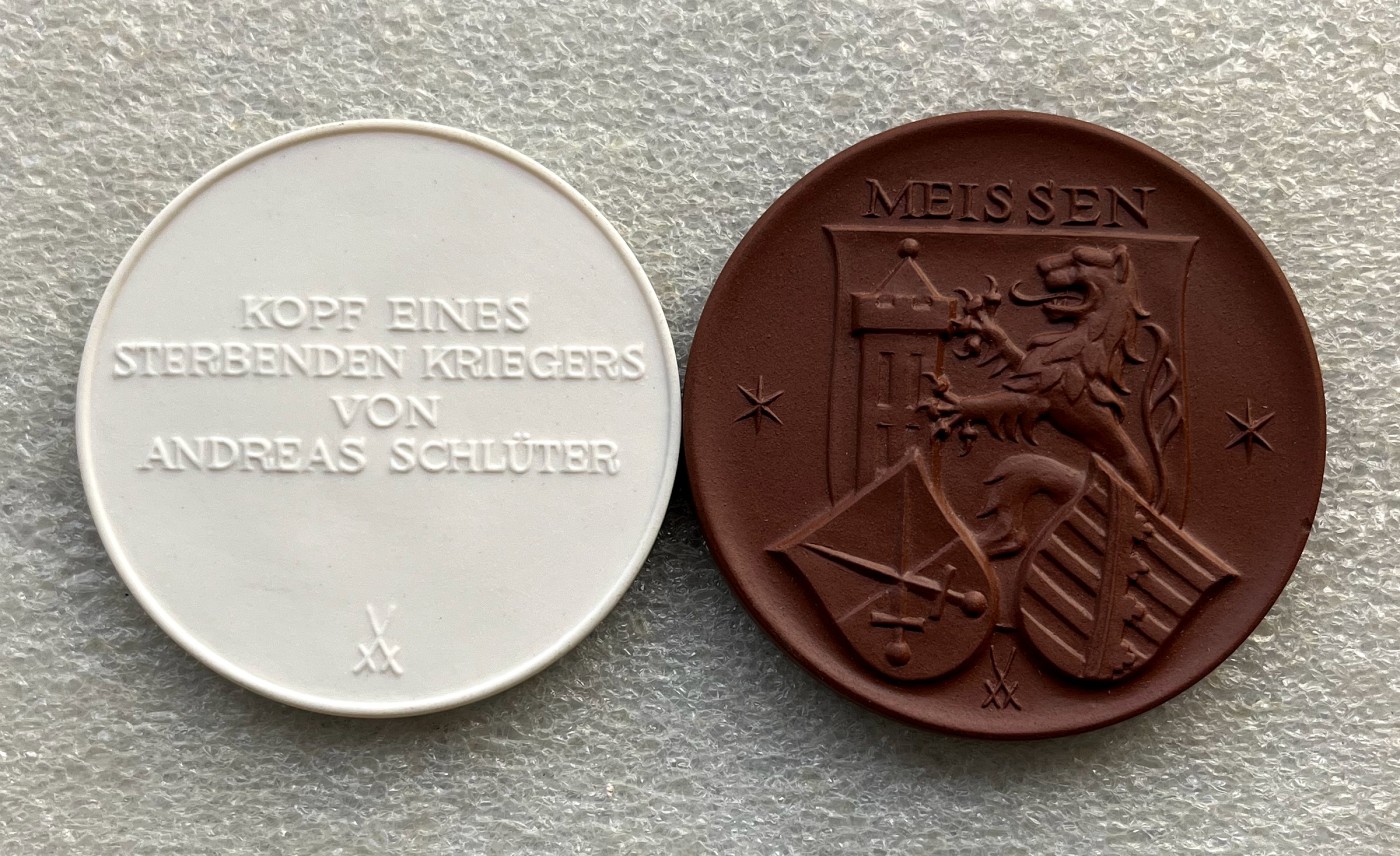 KOPF EINES
STERBENDEN KRIEGERS
VON
ANDREAS SCHLÜTER
MEISSEN